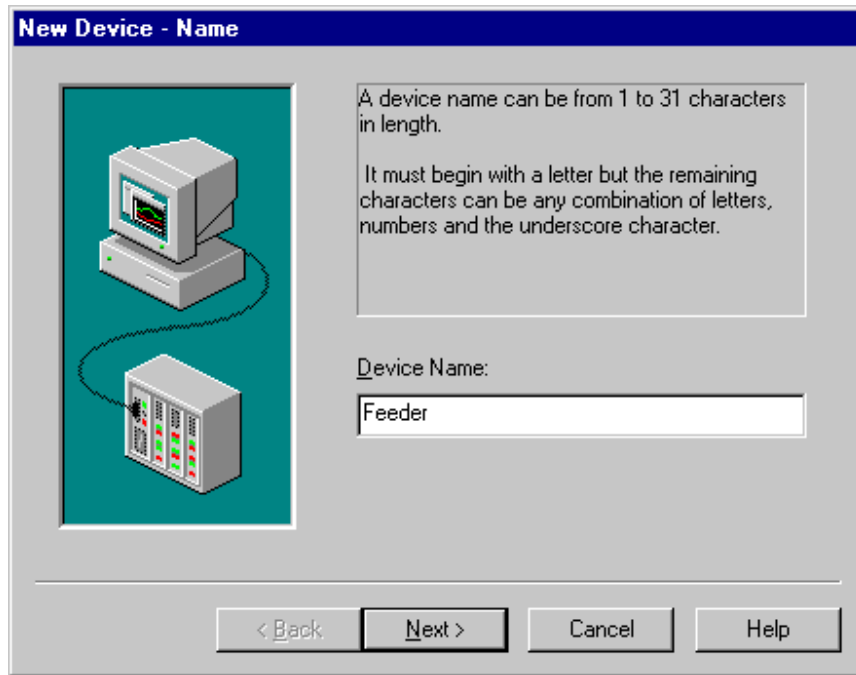 New Device - Name
A device name can be from 1 to 31 characters
in length.
It must begin with a letter but the remaining
characters can be any combination of letters,
numbers and the underscore character.
Device Name:
Feeder
< Back
Next >
Cancel
Help